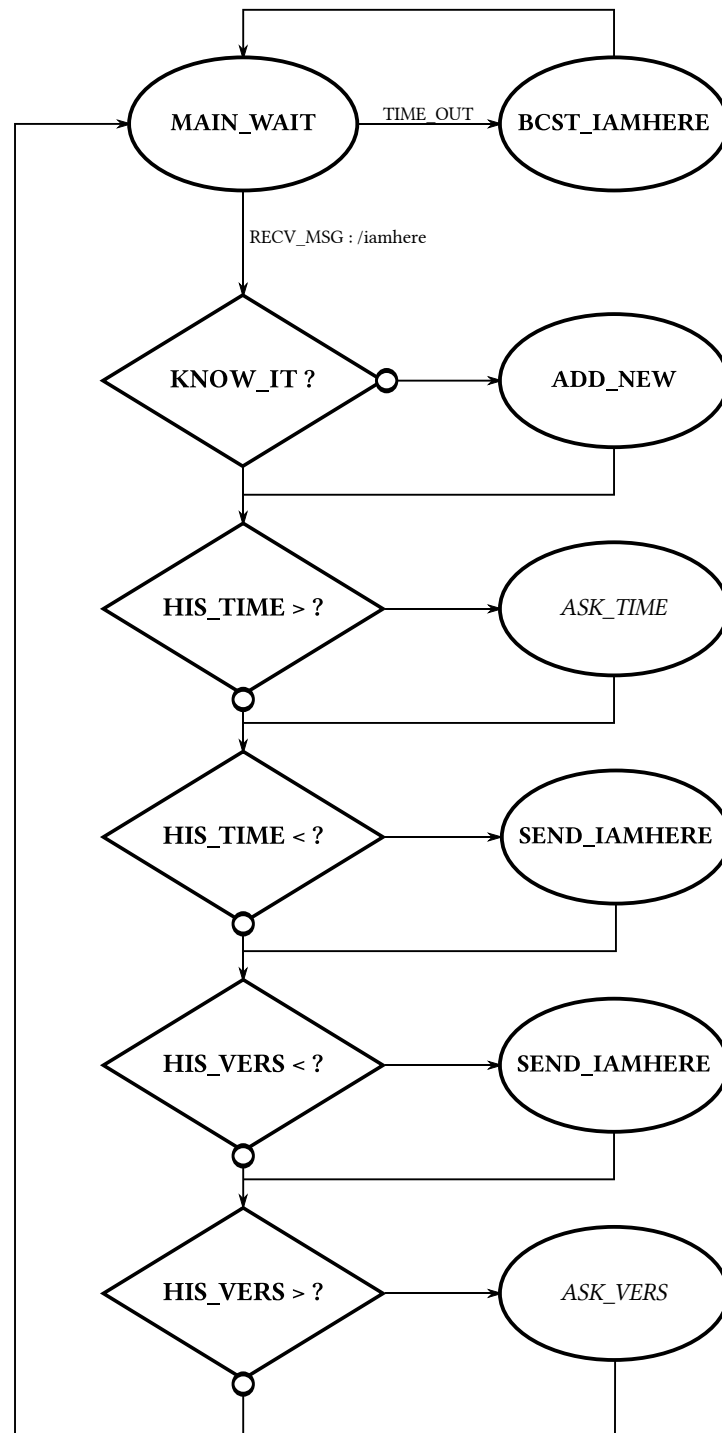 MAIN_WAIT
TIME_OUT
BCST_IAMHERE
RECV_MSG : /iamhere
KNOW_IT ?
ADD_NEW
HIS_TIME > ?
ASK_TIME
HIS_TIME < ?
SEND_IAMHERE
HIS_VERS < ?
SEND_IAMHERE
HIS_VERS > ?
ASK_VERS